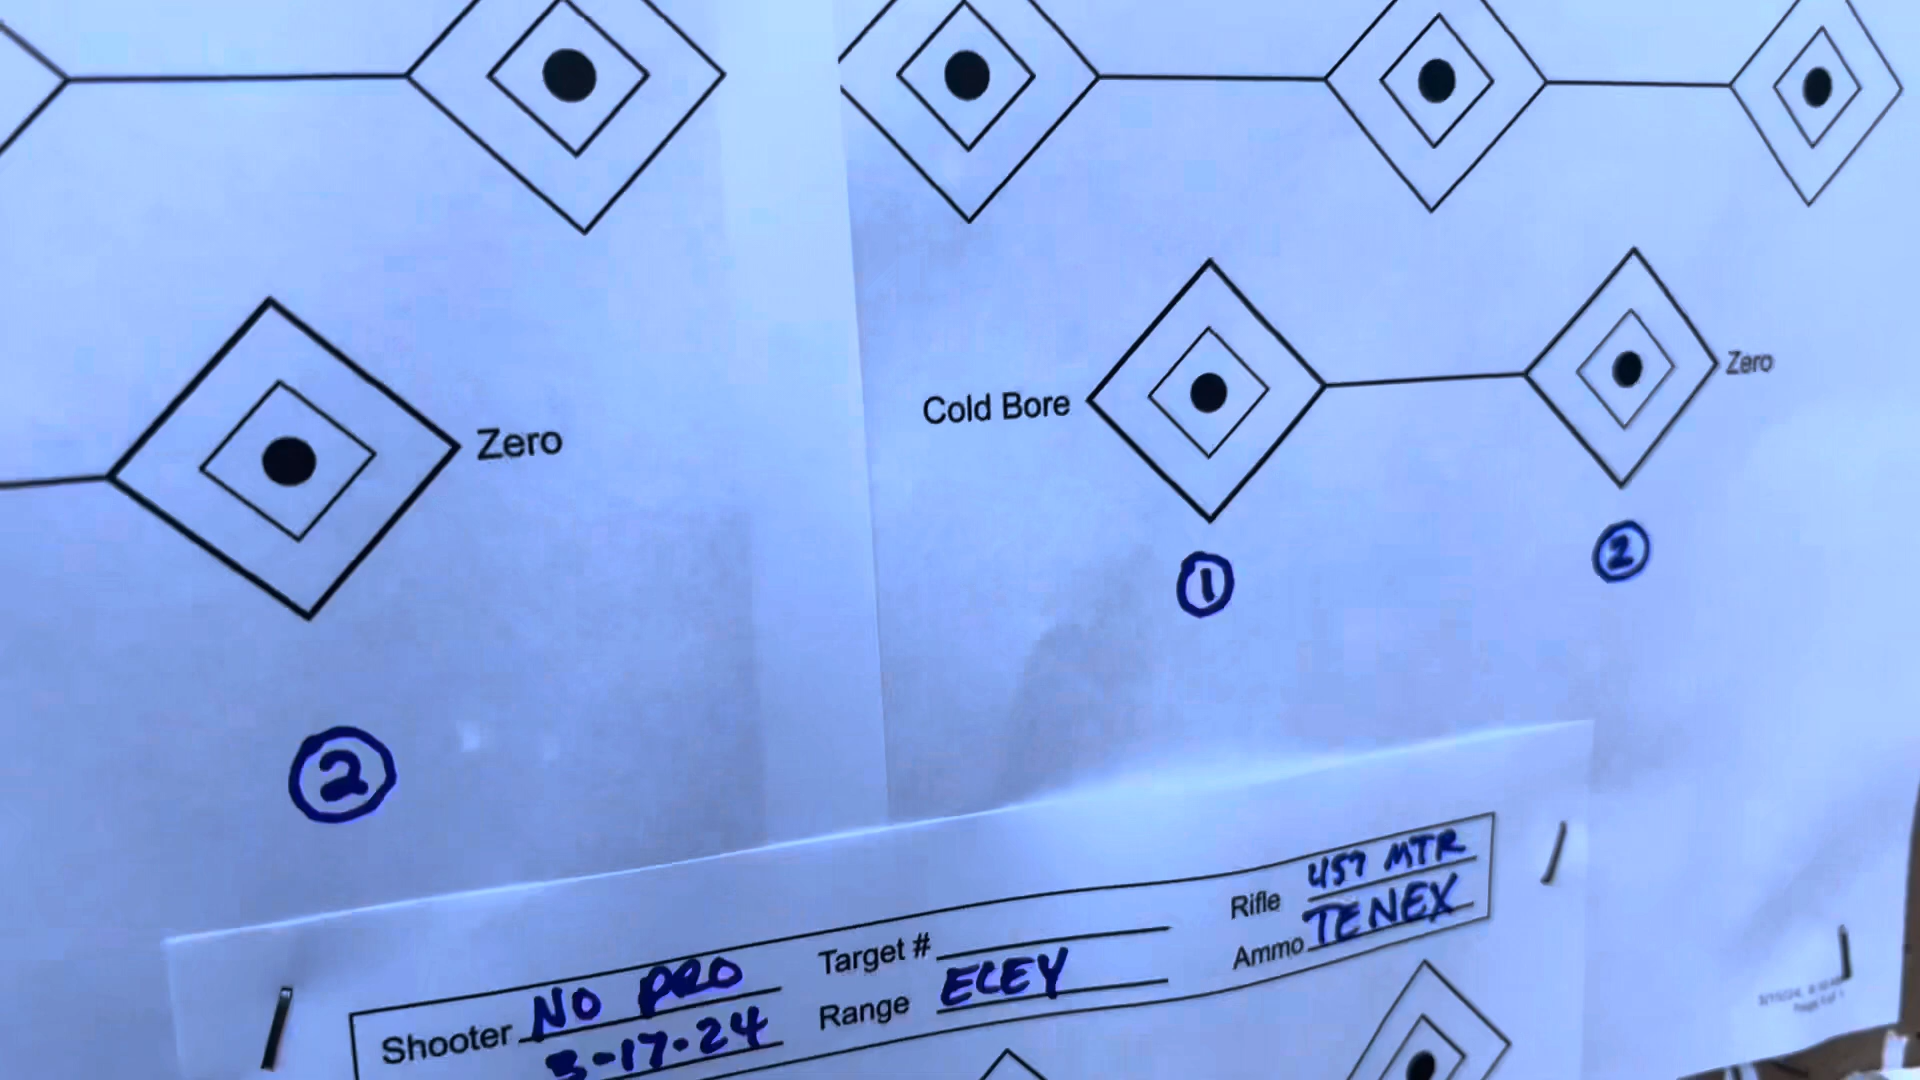 Zero
Cold Bore
Zero
1
2
2
Shooter NO PRO
3-17-24
Target #
Range ELEY
Rifle 457 MTR
Ammo TENEX